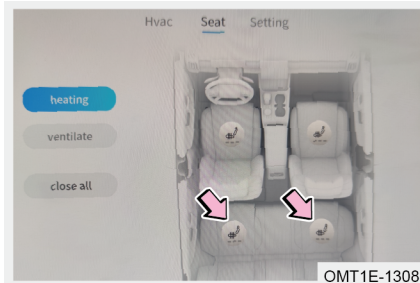 Hvac Seat Setting
heating
ventilate
close all
OMT1E-1308